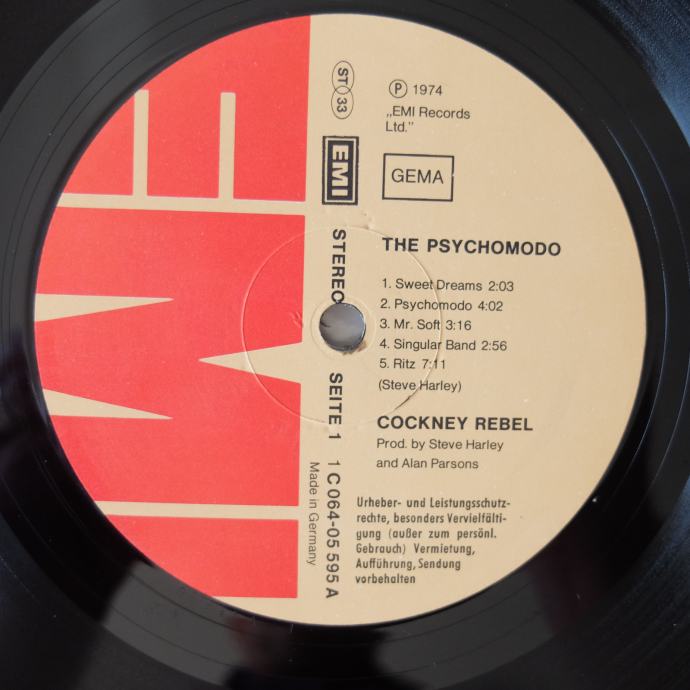 EMI
ST 33
℗ 1974
„EMI Records
Ltd.”
EMI
GEMA
STEREO
THE PSYCHOMODO
1. Sweet Dreams 2:03
2. Psychomodo 4:02
3. Mr. Soft 3:16
4. Singular Band 2:56
5. Ritz 7:11
(Steve Harley)
SEITE 1
COCKNEY REBEL
Prod. by Steve Harley
and Alan Parsons
1 C 064-05 595 A
Made in Germany
Urheber- und Leistungsschutz-
rechte, besonders Vervielfälti-
gung (außer zum persönl.
Gebrauch) Vermietung,
Aufführung, Sendung
vorbehalten